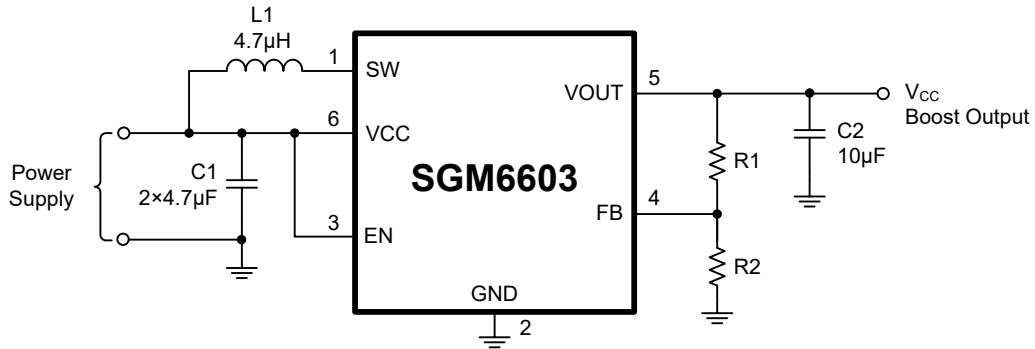 L1
4.7µH
1
SW
5
VOUT
V_CC
Boost Output
6
VCC
C2
10µF
Power
Supply
C1
2×4.7µF
SGM6603
R1
4
FB
3
EN
R2
GND
2